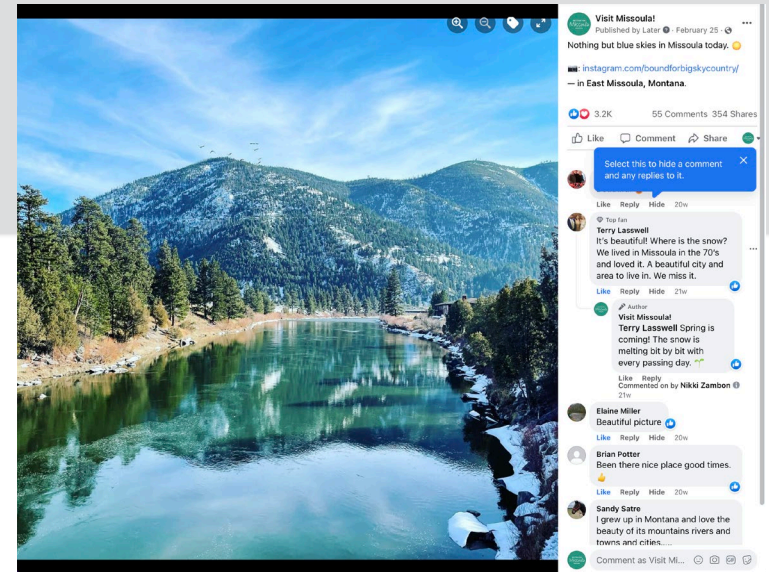 Visit Missoula!
Published by Later · February 25 ·
Nothing but blue skies in Missoula today.
: instagram.com/boundforbigskycountry/
— in East Missoula, Montana.
3.2K 55 Comments 354 Shares
Like Comment Share
Select this to hide a comment
and any replies to it.
Like Reply Hide 20w
Top fan
Terry Lasswell
It's beautiful! Where is the snow?
We lived in Missoula in the 70's
and loved it. A beautiful city and
area to live in. We miss it.
Like Reply Hide 21w
Author
Visit Missoula!
Terry Lasswell Spring is
coming! The snow is
melting bit by bit with
every passing day.
Like Reply
Commented on by Nikki Zambon
21w
Elaine Miller
Beautiful picture
Like Reply Hide 20w
Brian Potter
Been there nice place good times.
Like Reply Hide 20w
Sandy Satre
I grew up in Montana and love the
beauty of its mountains rivers and
towns and cities.....
Comment as Visit Mi...